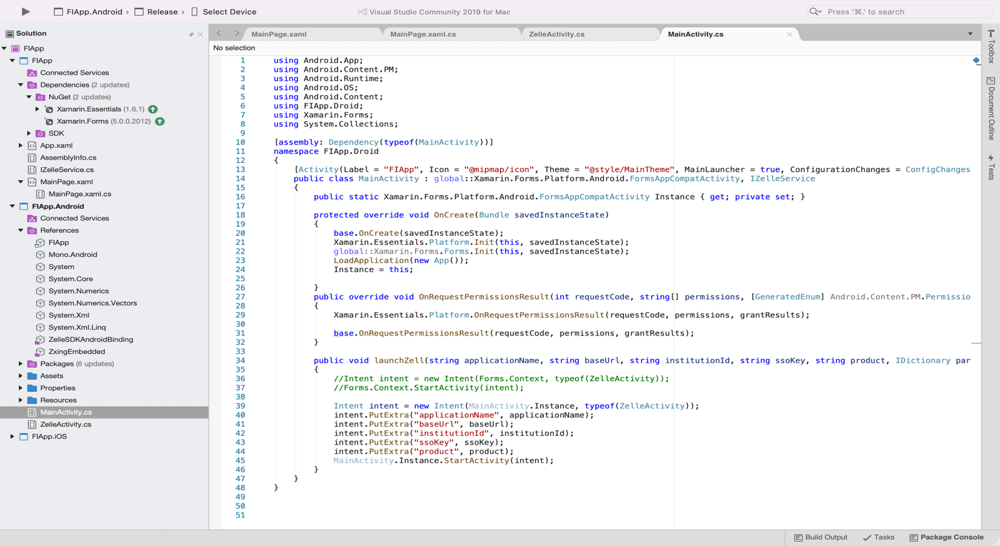 FIApp.Android › Release › Select Device
Visual Studio Community 2019 for Mac
Press '⌘.' to search
Solution
FIApp
FIApp
Connected Services
Dependencies (2 updates)
NuGet (2 updates)
Xamarin.Essentials (1.6.1)
Xamarin.Forms (5.0.0.2012)
SDK
App.xaml
AssemblyInfo.cs
IZelleService.cs
MainPage.xaml
MainPage.xaml.cs
FIApp.Android
Connected Services
References
FIApp
Mono.Android
System
System.Core
System.Numerics
System.Numerics.Vectors
System.Xml
System.Xml.Linq
ZelleSDKAndroidBinding
ZxingEmbedded
Packages (6 updates)
Assets
Properties
Resources
MainActivity.cs
ZelleActivity.cs
FIApp.iOS
MainPage.xaml
MainPage.xaml.cs
ZelleActivity.cs
MainActivity.cs
No selection
1 using Android.App;
2 using Android.Content.PM;
3 using Android.Runtime;
4 using Android.OS;
5 using Android.Content;
6 using FIApp.Droid;
7 using Xamarin.Forms;
8 using System.Collections;
9
10 [assembly: Dependency(typeof(MainActivity))]
11 namespace FIApp.Droid
12 {
13 [Activity(Label = "FIApp", Icon = "@mipmap/icon", Theme = "@style/MainTheme", MainLauncher = true, ConfigurationChanges = ConfigChanges
14 public class MainActivity : global::Xamarin.Forms.Platform.Android.FormsAppCompatActivity, IZelleService
15 {
16 public static Xamarin.Forms.Platform.Android.FormsAppCompatActivity Instance { get; private set; }
17
18 protected override void OnCreate(Bundle savedInstanceState)
19 {
20 base.OnCreate(savedInstanceState);
21 Xamarin.Essentials.Platform.Init(this, savedInstanceState);
22 global::Xamarin.Forms.Forms.Init(this, savedInstanceState);
23 LoadApplication(new App());
24 Instance = this;
25
26 }
27 public override void OnRequestPermissionsResult(int requestCode, string[] permissions, [GeneratedEnum] Android.Content.PM.Permissio
28 {
29 Xamarin.Essentials.Platform.OnRequestPermissionsResult(requestCode, permissions, grantResults);
30
31 base.OnRequestPermissionsResult(requestCode, permissions, grantResults);
32 }
33
34 public void launchZell(string applicationName, string baseUrl, string institutionId, string ssoKey, string product, IDictionary par
35 {
36 //Intent intent = new Intent(Forms.Context, typeof(ZelleActivity));
37 //Forms.Context.StartActivity(intent);
38
39 Intent intent = new Intent(MainActivity.Instance, typeof(ZelleActivity));
40 intent.PutExtra("applicationName", applicationName);
41 intent.PutExtra("baseUrl", baseUrl);
42 intent.PutExtra("institutionId", institutionId);
43 intent.PutExtra("ssoKey", ssoKey);
44 intent.PutExtra("product", product);
45 MainActivity.Instance.StartActivity(intent);
46 }
47 }
48 }
49
50
51
Toolbox
Document Outline
Tests
Build Output
Tasks
Package Console